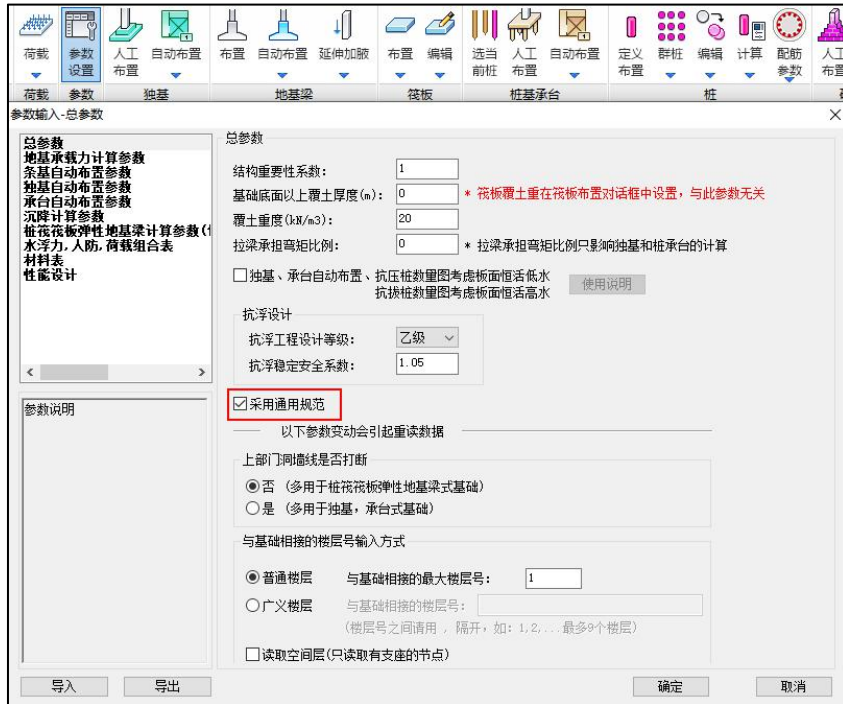 荷载 参数设置 人工布置 自动布置 布置 自动布置 延伸加腋 布置 编辑 选当前桩 人工布置 自动布置 定义布置 群桩 编辑 计算 配筋参数 人工布置
荷载 参数 独基 地基梁 筏板 桩基承台 桩
参数输入-总参数
总参数
地基承载力计算参数
条基自动布置参数
独基自动布置参数
承台自动布置参数
沉降计算参数
桩筏筏板弹性地基梁计算参数(
水浮力,人防,荷载组合表
材料表
性能设计
参数说明
总参数
结构重要性系数： 1
基础底面以上覆土厚度(m)： 0 * 筏板覆土重在筏板布置对话框中设置，与此参数无关
覆土重度(kN/m3)： 20
拉梁承担弯矩比例： 0 * 拉梁承担弯矩比例只影响独基和桩承台的计算
独基、承台自动布置、抗压桩数量图考虑板面恒活低水
抗拔桩数量图考虑板面恒活高水 使用说明
抗浮设计
抗浮工程设计等级： 乙级
抗浮稳定安全系数： 1.05
采用通用规范
以下参数变动会引起重读数据
上部门洞墙线是否打断
否 (多用于桩筏筏板弹性地基梁式基础)
是 (多用于独基，承台式基础)
与基础相接的楼层号输入方式
普通楼层 与基础相接的最大楼层号： 1
广义楼层 与基础相接的楼层号：
(楼层号之间请用 , 隔开，如：1,2,...最多9个楼层)
读取空间层(只读取有支座的节点)
导入 导出 确定 取消